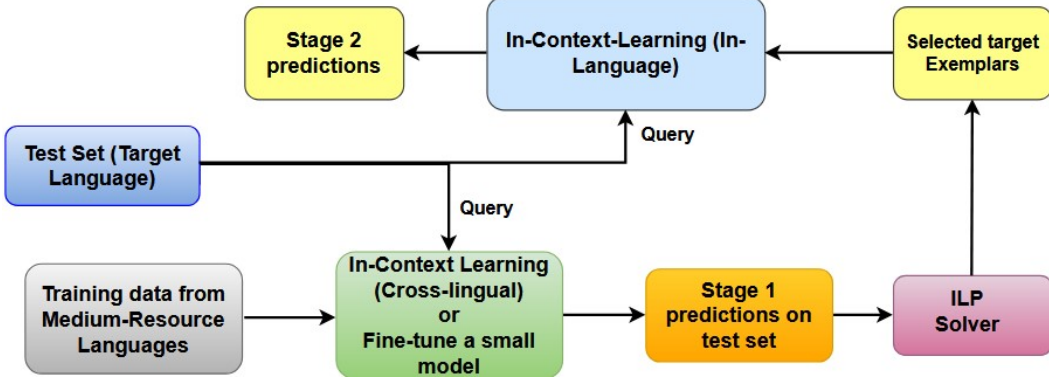 Stage 2
predictions
In-Context-Learning (In-
Language)
Selected target
Exemplars
Query
Test Set (Target
Language)
Query
Training data from
Medium-Resource
Languages
In-Context Learning
(Cross-lingual)
or
Fine-tune a small
model
Stage 1
predictions on
test set
ILP
Solver